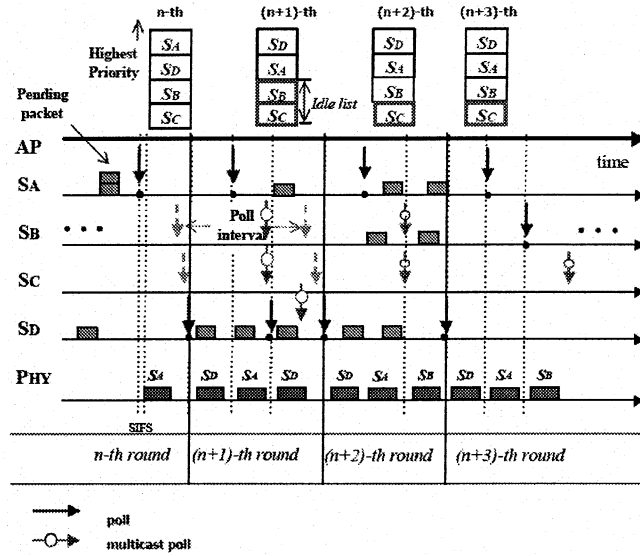 n-th (n+1)-th (n+2)-th (n+3)-th
Highest
Priority
SA SD SD SD
SD SA SA SA
SB SB SB SB
SC SC SC SC
Idle list
Pending
packet
AP
time
SA
SB
Poll
interval
SC
SD
PHY
SA SD SA SD SD SA SB SD SA SB
SIFS
n-th round (n+1)-th round (n+2)-th round (n+3)-th round
poll
multicast poll